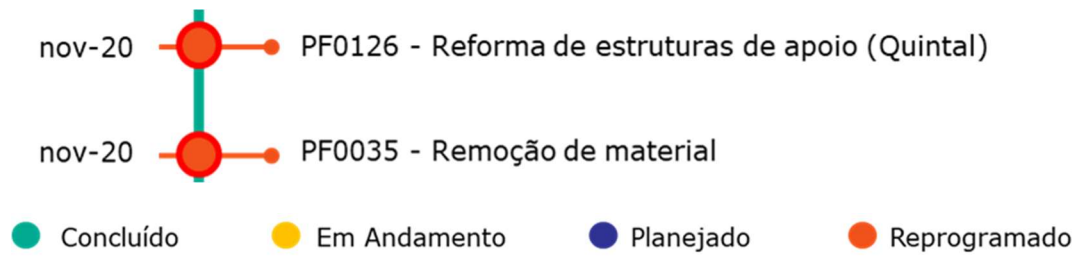 nov-20 PF0126 - Reforma de estruturas de apoio (Quintal)
nov-20 PF0035 - Remoção de material
Concluído Em Andamento Planejado Reprogramado